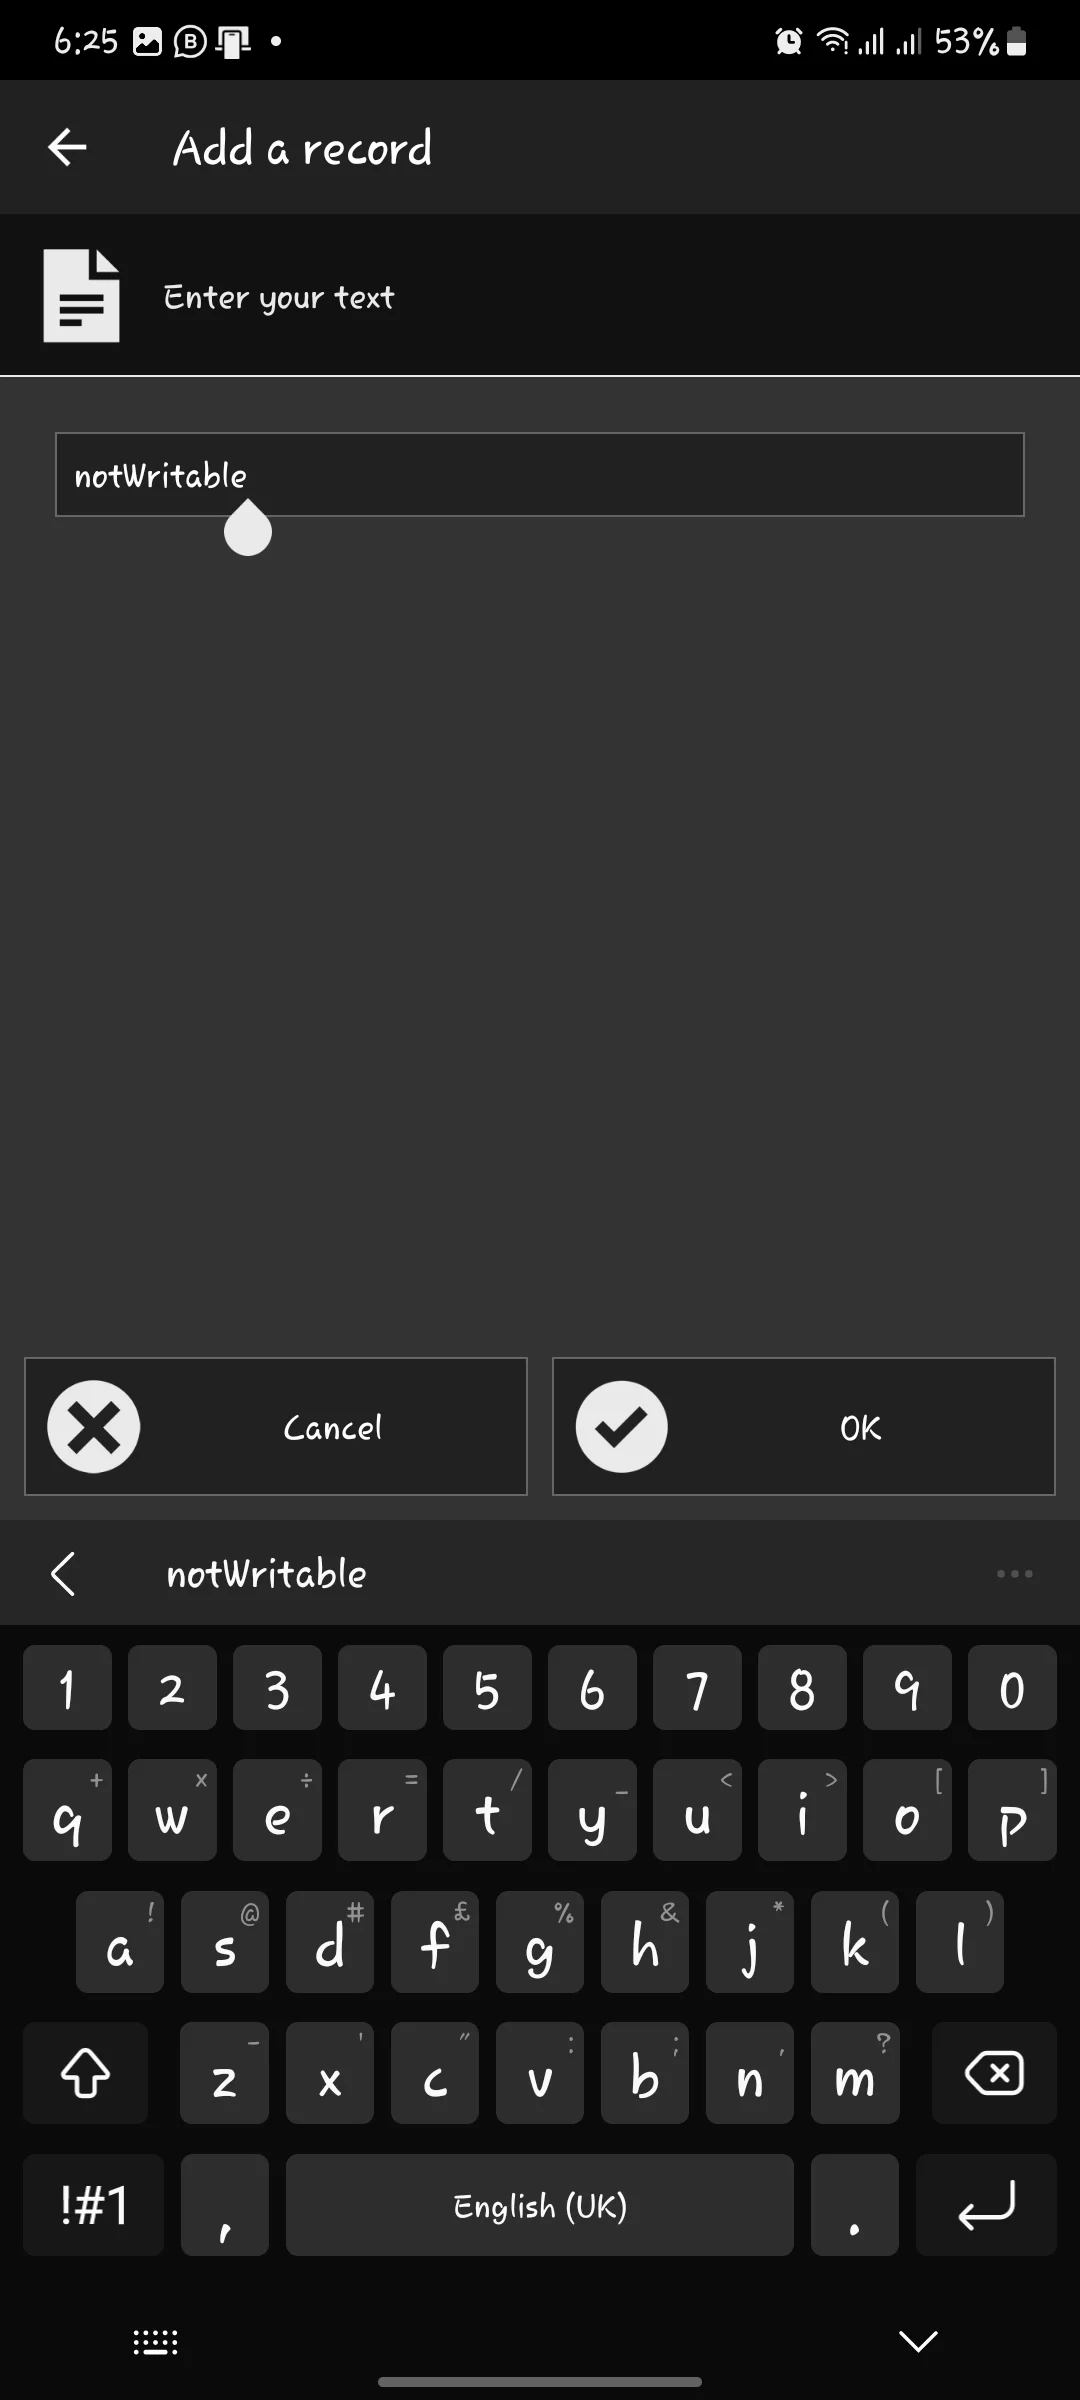 6:25 53%
Add a record
Enter your text
notWritable
Cancel OK
notWritable
1 2 3 4 5 6 7 8 9 0
+ × ÷ = / _ < > [ ]
q w e r t y u i o p
! @ # £ % & * ( )
a s d f g h j k l
- ' " : ; , ?
z x c v b n m
!#1 , English (UK) .